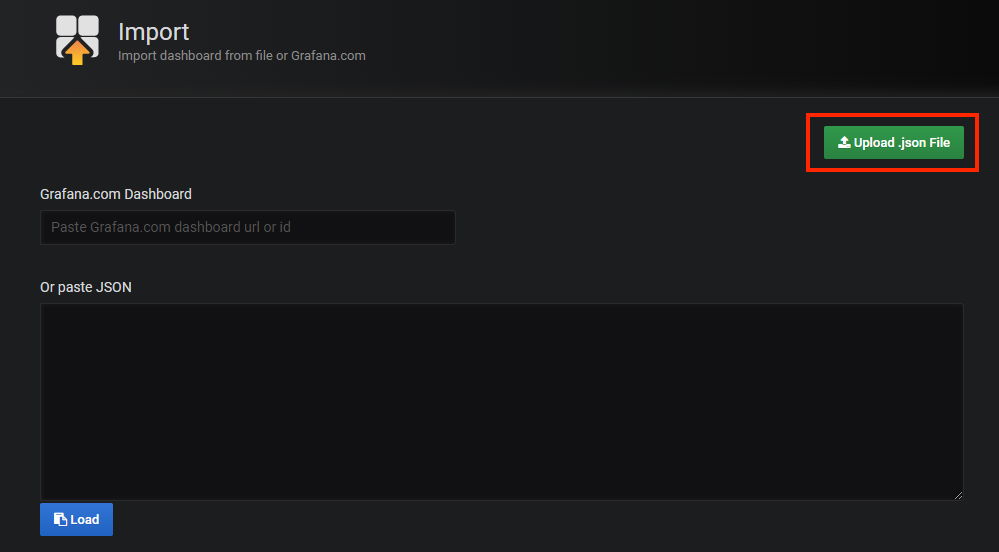 Import
Import dashboard from file or Grafana.com
Upload .json File
Grafana.com Dashboard
Paste Grafana.com dashboard url or id
Or paste JSON
Load